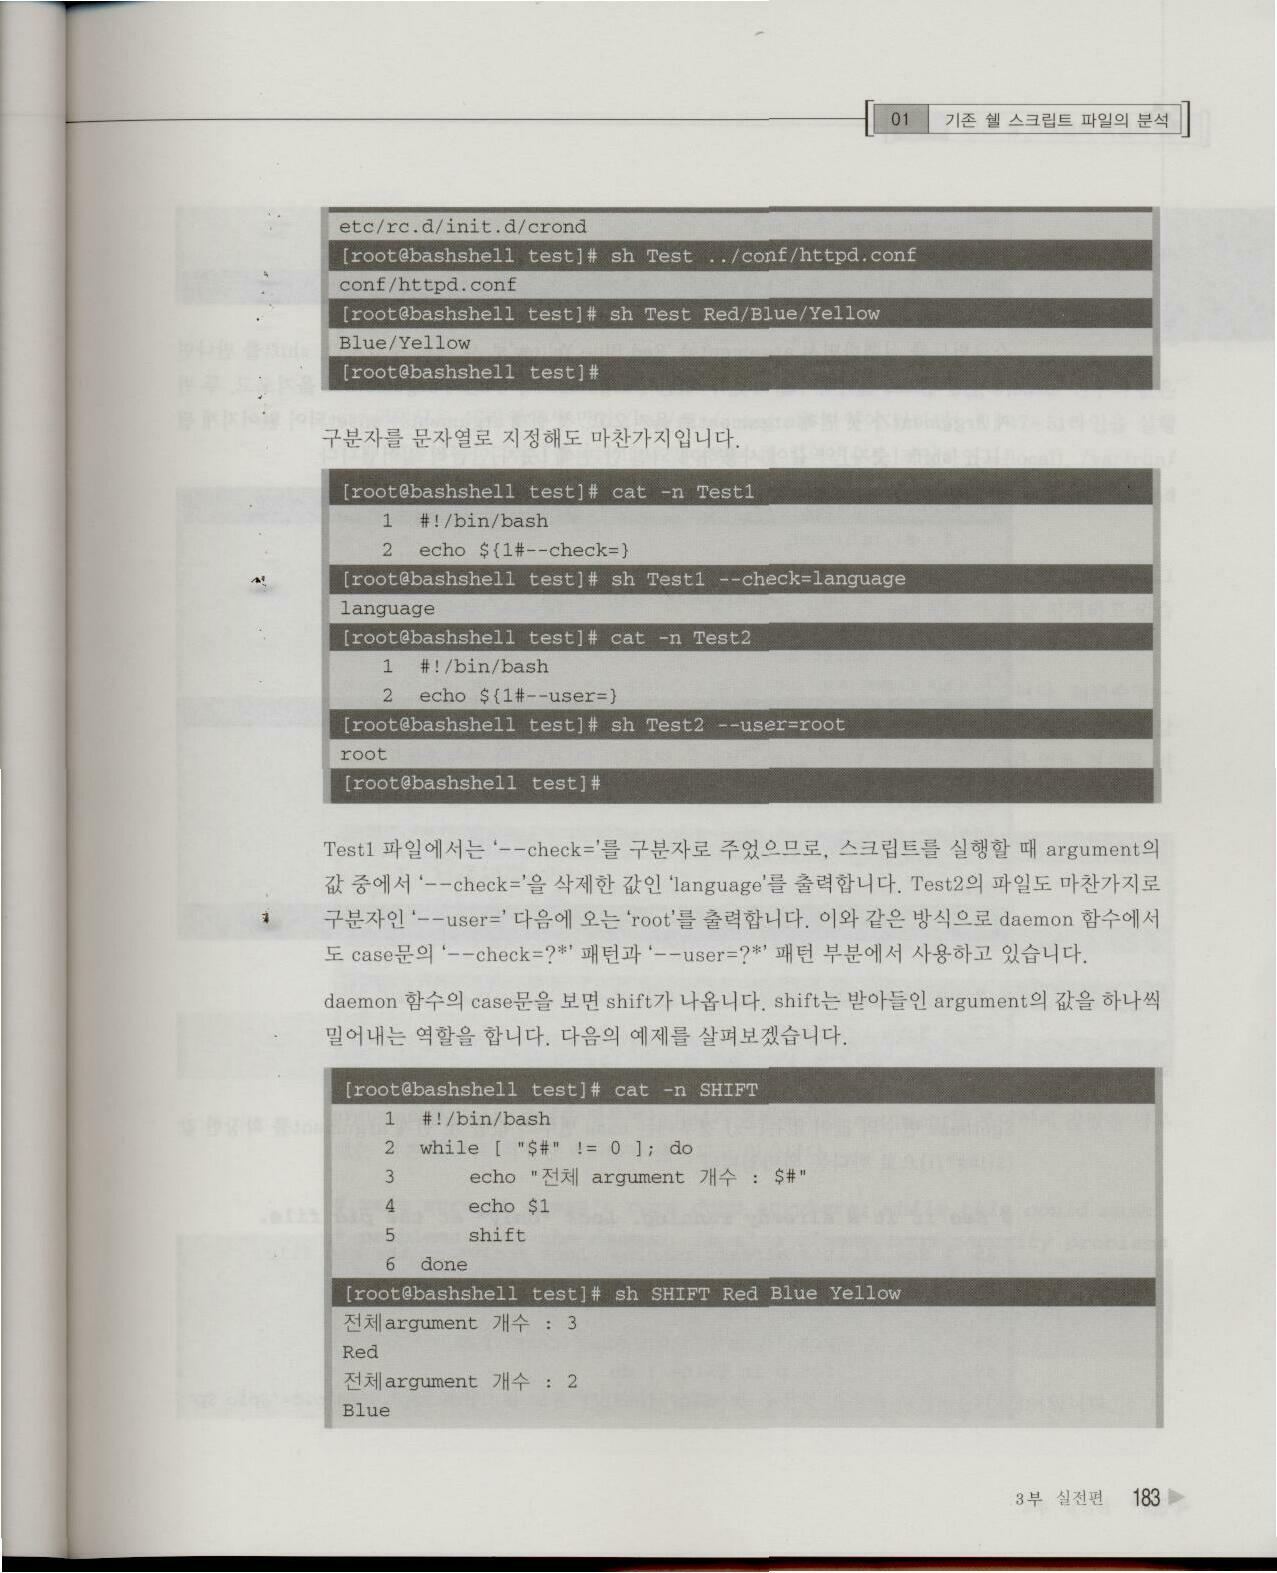 01 기존 쉘 스크립트 파일의 분석
etc/rc.d/init.d/crond
[root@bashshell test]# sh Test ../conf/httpd.conf
conf/httpd.conf
[root@bashshell test]# sh Test Red/Blue/Yellow
Blue/Yellow
[root@bashshell test]#
구분자를 문자열로 지정해도 마찬가지입니다.
[root@bashshell test]# cat -n Test1
1 #!/bin/bash
2 echo ${1#--check=}
[root@bashshell test]# sh Test1 --check=language
language
[root@bashshell test]# cat -n Test2
1 #!/bin/bash
2 echo ${1#--user=}
[root@bashshell test]# sh Test2 --user=root
root
[root@bashshell test]#
Test1 파일에서는 ‘--check=’를 구분자로 주었으므로, 스크립트를 실행할 때 argument의
값 중에서 ‘--check=’을 삭제한 값인 ‘language’를 출력합니다. Test2의 파일도 마찬가지로
구분자인 ‘--user=’ 다음에 오는 ‘root’를 출력합니다. 이와 같은 방식으로 daemon 함수에서
도 case문의 ‘--check=?*’ 패턴과 ‘--user=?*’ 패턴 부분에서 사용하고 있습니다.
daemon 함수의 case문을 보면 shift가 나옵니다. shift는 받아들인 argument의 값을 하나씩
밀어내는 역할을 합니다. 다음의 예제를 살펴보겠습니다.
[root@bashshell test]# cat -n SHIFT
1 #!/bin/bash
2 while [ "$#" != 0 ]; do
3 echo "전체 argument 개수 : $#"
4 echo $1
5 shift
6 done
[root@bashshell test]# sh SHIFT Red Blue Yellow
전체argument 개수 : 3
Red
전체argument 개수 : 2
Blue
3부 실전편 183